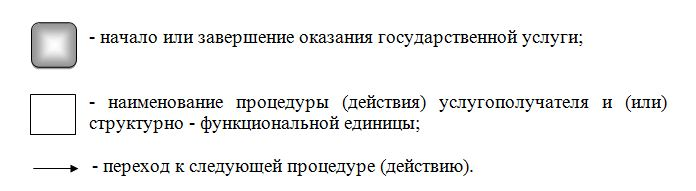 - начало или завершение оказания государственной услуги;
- наименование процедуры (действия) услугополучателя и (или)
структурно - функциональной единицы;
- переход к следующей процедуре (действию).